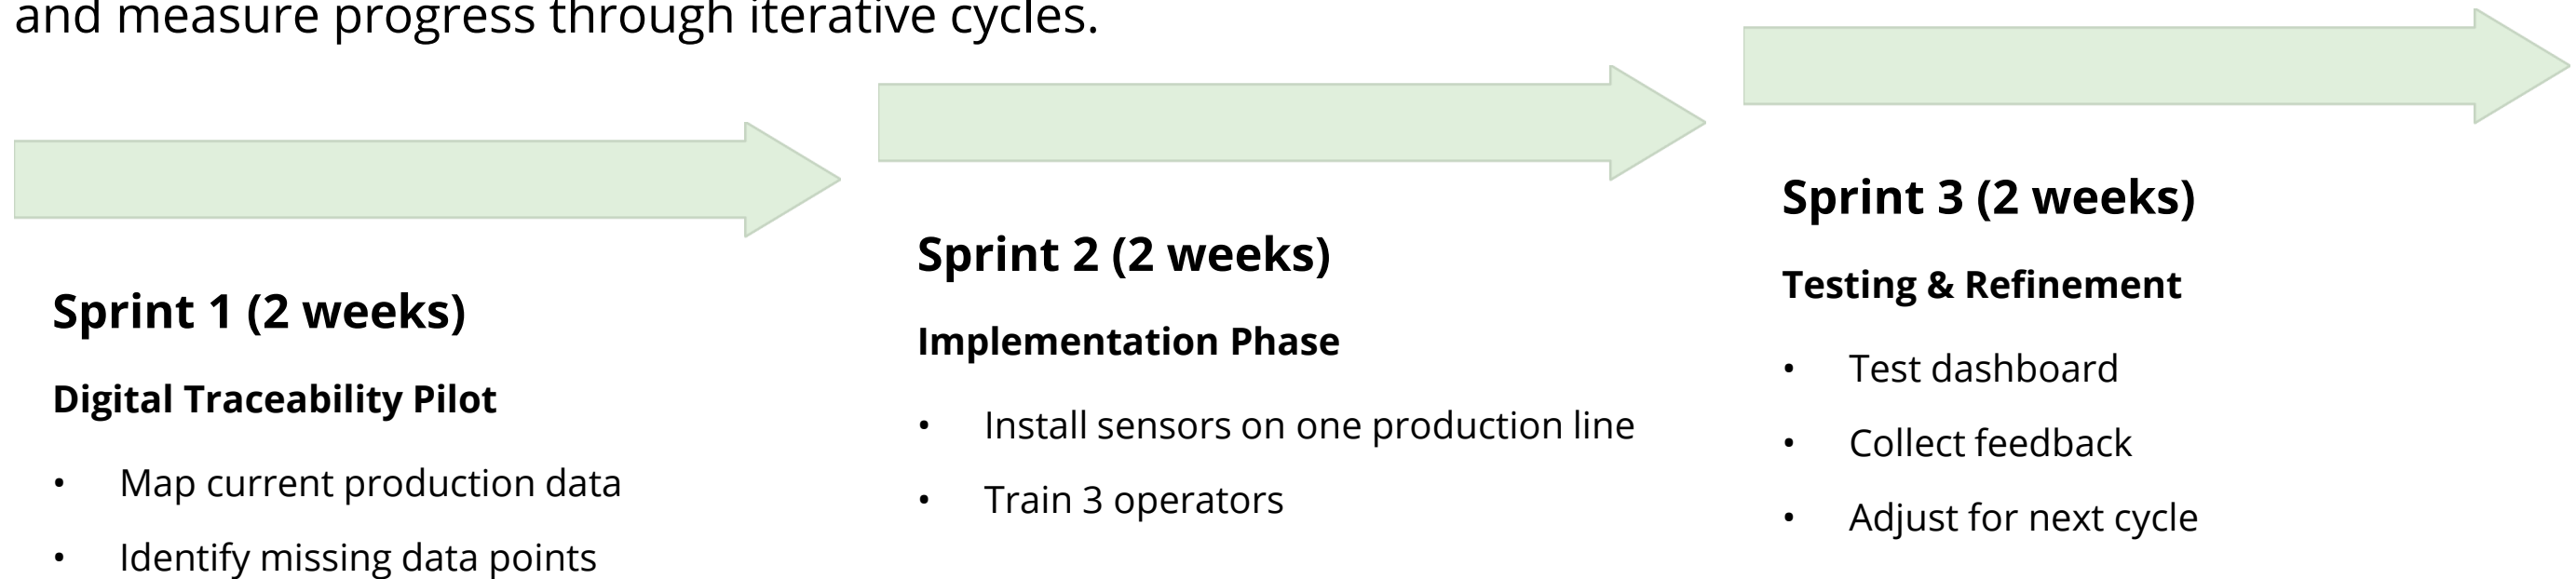 and measure progress through iterative cycles.
Sprint 1 (2 weeks)
Digital Traceability Pilot
• Map current production data
• Identify missing data points
Sprint 2 (2 weeks)
Implementation Phase
• Install sensors on one production line
• Train 3 operators
Sprint 3 (2 weeks)
Testing & Refinement
• Test dashboard
• Collect feedback
• Adjust for next cycle